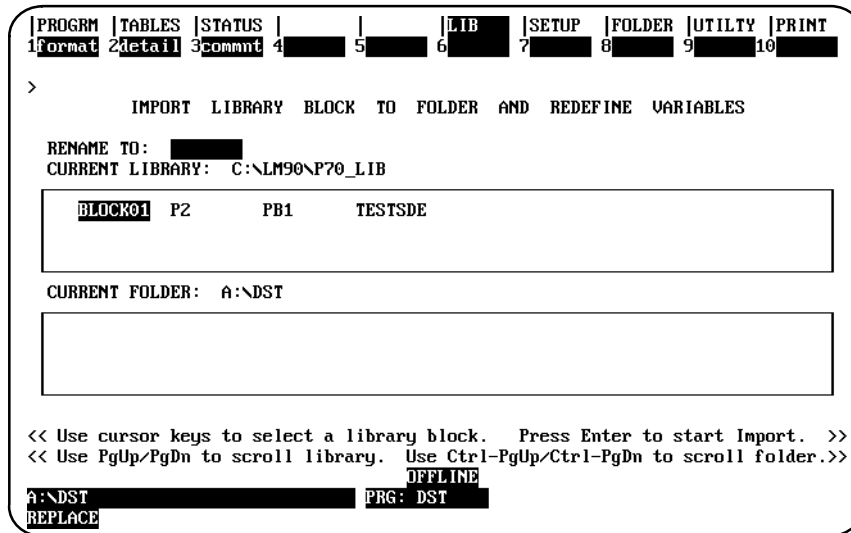 |PROGRM |TABLES |STATUS | | |LIB |SETUP |FOLDER |UTILTY |PRINT
1format 2detail 3commnt 4 5 6 7 8 9 10
>
IMPORT LIBRARY BLOCK TO FOLDER AND REDEFINE VARIABLES
RENAME TO:
CURRENT LIBRARY: C:\LM90\P70_LIB
BLOCK01 P2 PB1 TESTSDE
CURRENT FOLDER: A:\DST
<< Use cursor keys to select a library block. Press Enter to start Import. >>
<< Use PgUp/PgDn to scroll library. Use Ctrl-PgUp/Ctrl-PgDn to scroll folder.>>
OFFLINE
A:\DST PRG: DST
REPLACE